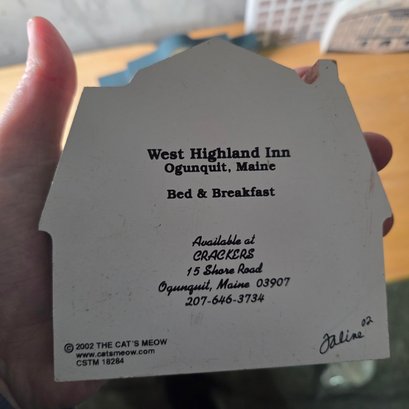 West Highland Inn
Ogunquit, Maine
Bed & Breakfast
Available at
CRACKERS
15 Shore Road
Ogunquit, Maine 03907
207-646-3734
© 2002 THE CAT'S MEOW
www.catsmeow.com
CSTM 18284
Faline 02